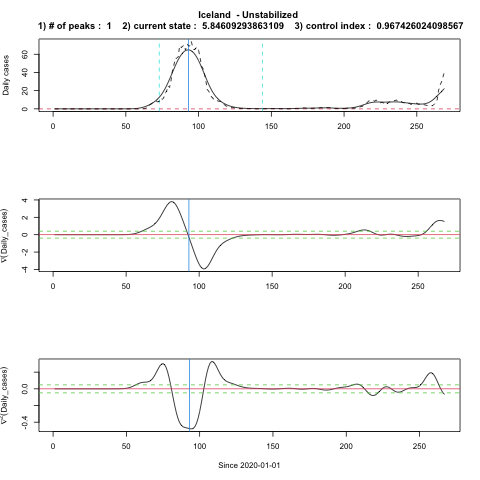 Iceland - Unstabilized
1) # of peaks : 1 2) current state : 5.84609293863109 3) control index : 0.967426024098567
Daily cases
60
40
20
0
0 50 100 150 200 250
∇(Daily_cases)
4
2
0
-2
-4
0 50 100 150 200 250
∇²(Daily_cases)
0.0
-0.4
0 50 100 150 200 250
Since 2020-01-01